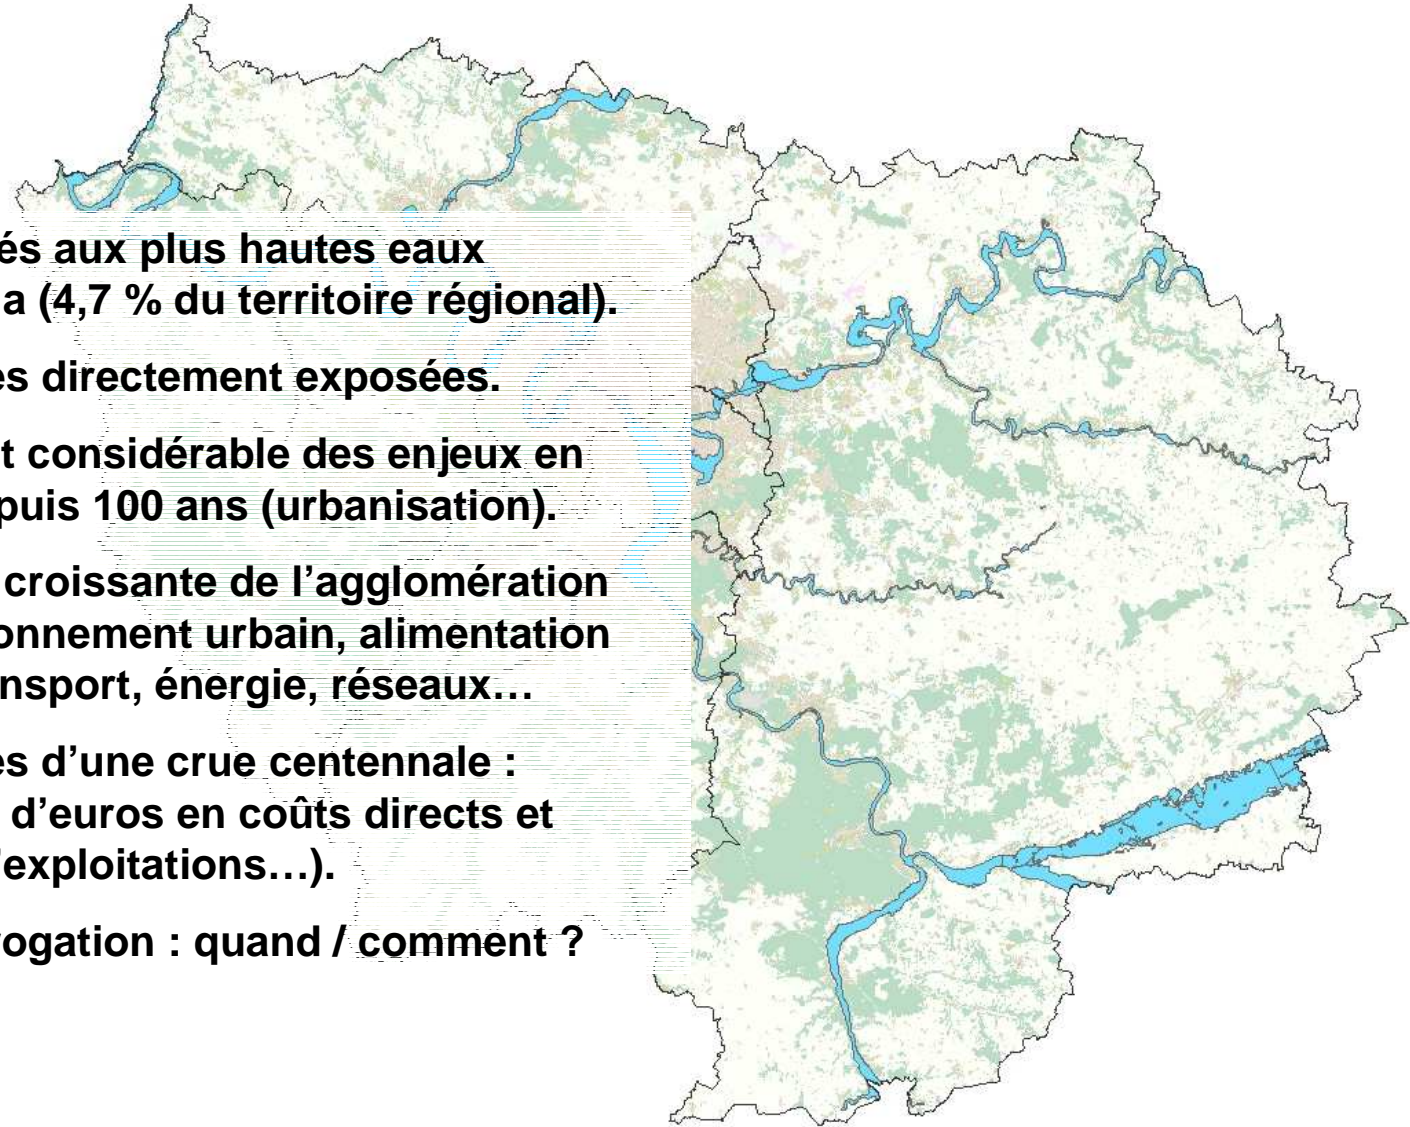 és aux plus hautes eaux
a (4,7 % du territoire régional).
es directement exposées.
t considérable des enjeux en
puis 100 ans (urbanisation).
croissante de l’agglomération
onnement urbain, alimentation
nsport, énergie, réseaux…
es d’une crue centennale :
d’euros en coûts directs et
’exploitations…).
rogation : quand / comment ?